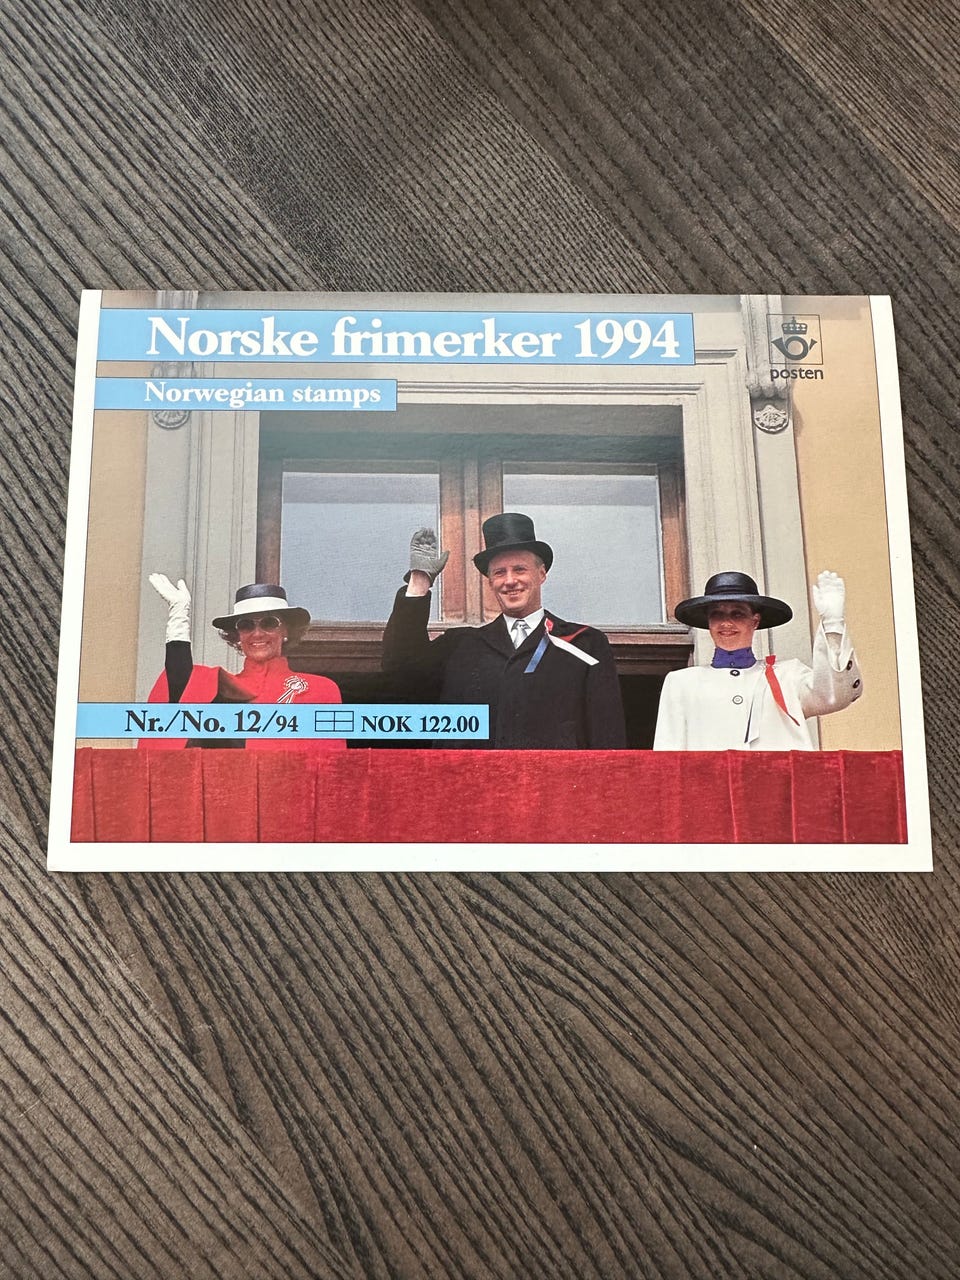 Norske frimerker 1994
posten
Norwegian stamps
Nr./No. 12/94 NOK 122.00